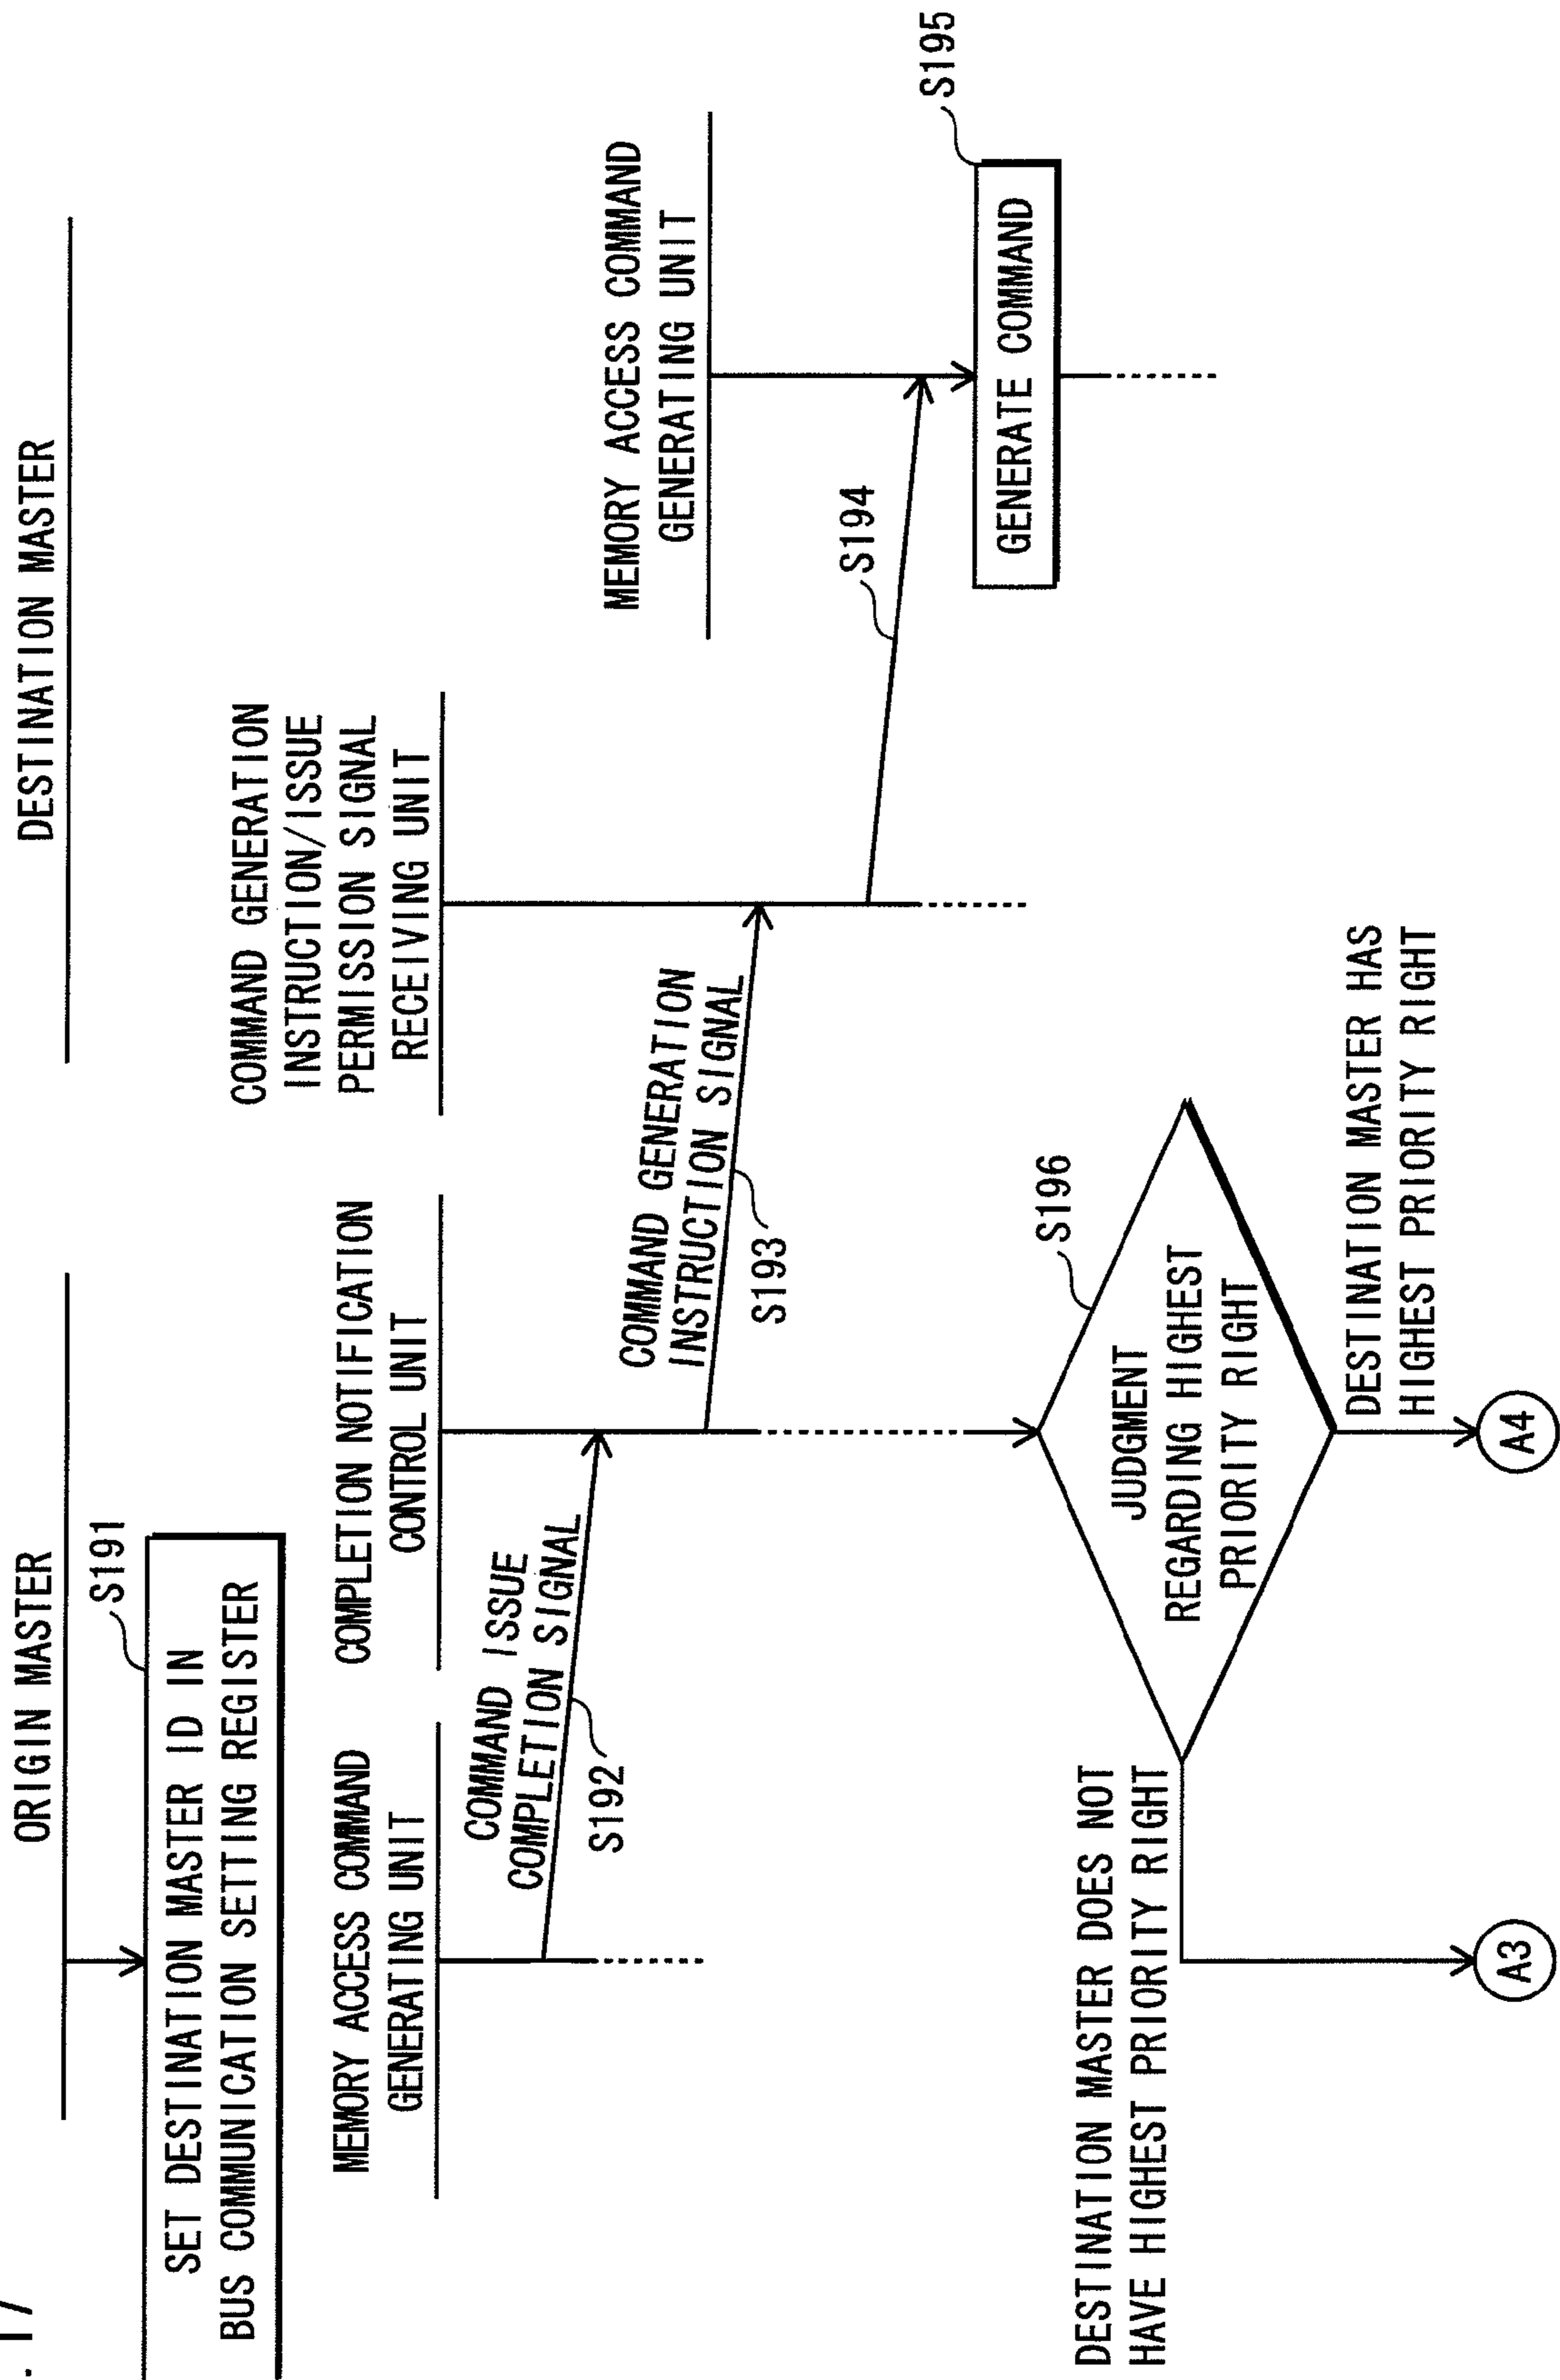 . 17
ORIGIN MASTER
DESTINATION MASTER
S191
SET DESTINATION MASTER ID IN
BUS COMMUNICATION SETTING REGISTER
MEMORY ACCESS COMMAND
GENERATING UNIT
COMPLETION NOTIFICATION
CONTROL UNIT
COMMAND GENERATION
INSTRUCTION/ISSUE
PERMISSION SIGNAL
RECEIVING UNIT
MEMORY ACCESS COMMAND
GENERATING UNIT
COMMAND ISSUE
COMPLETION SIGNAL
S192
COMMAND GENERATION
INSTRUCTION SIGNAL
S193
S194
S195
GENERATE COMMAND
S196
JUDGMENT
REGARDING HIGHEST
PRIORITY RIGHT
DESTINATION MASTER DOES NOT
HAVE HIGHEST PRIORITY RIGHT
DESTINATION MASTER HAS
HIGHEST PRIORITY RIGHT
A3
A4